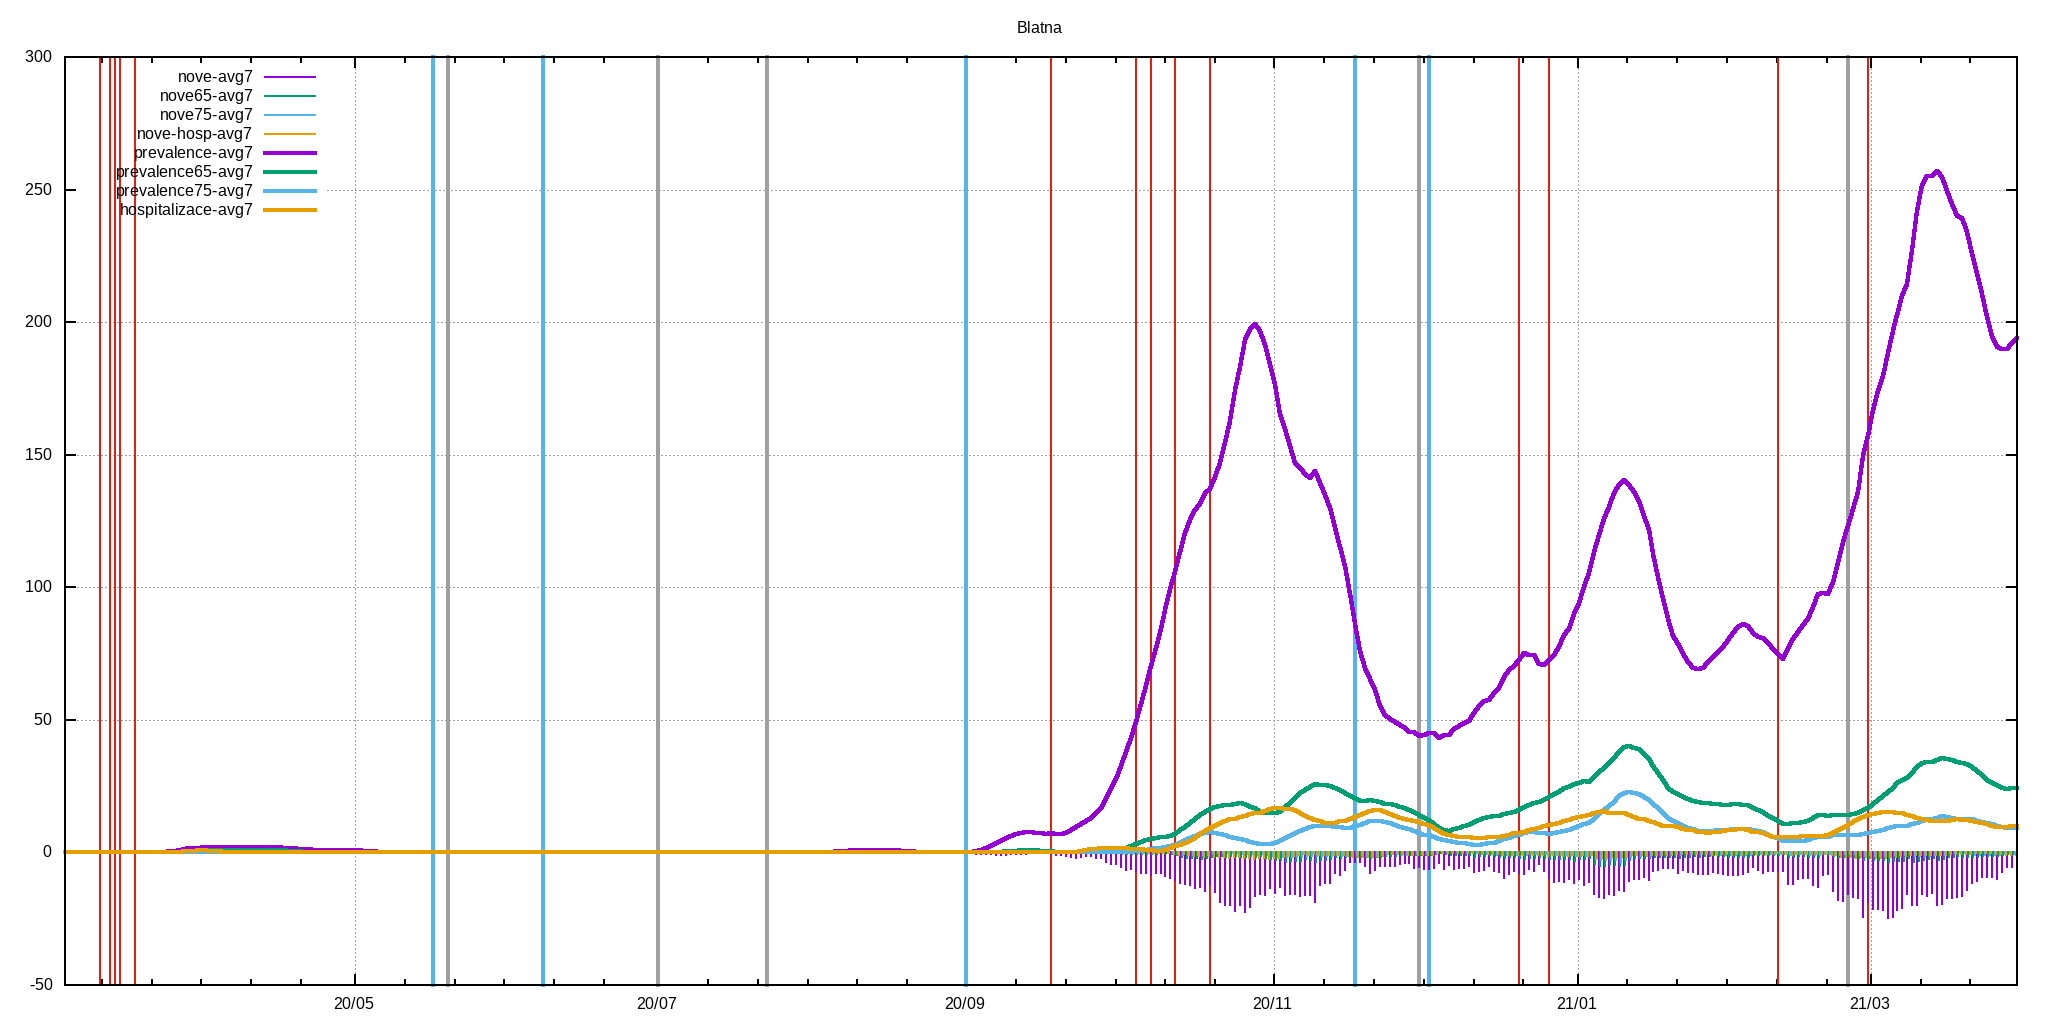 Blatna
300
nove-avg7
nove65-avg7
nove75-avg7
nove-hosp-avg7
prevalence-avg7
prevalence65-avg7
prevalence75-avg7
hospitalizace-avg7
250
200
150
100
50
0
-50
20/05
20/07
20/09
20/11
21/01
21/03